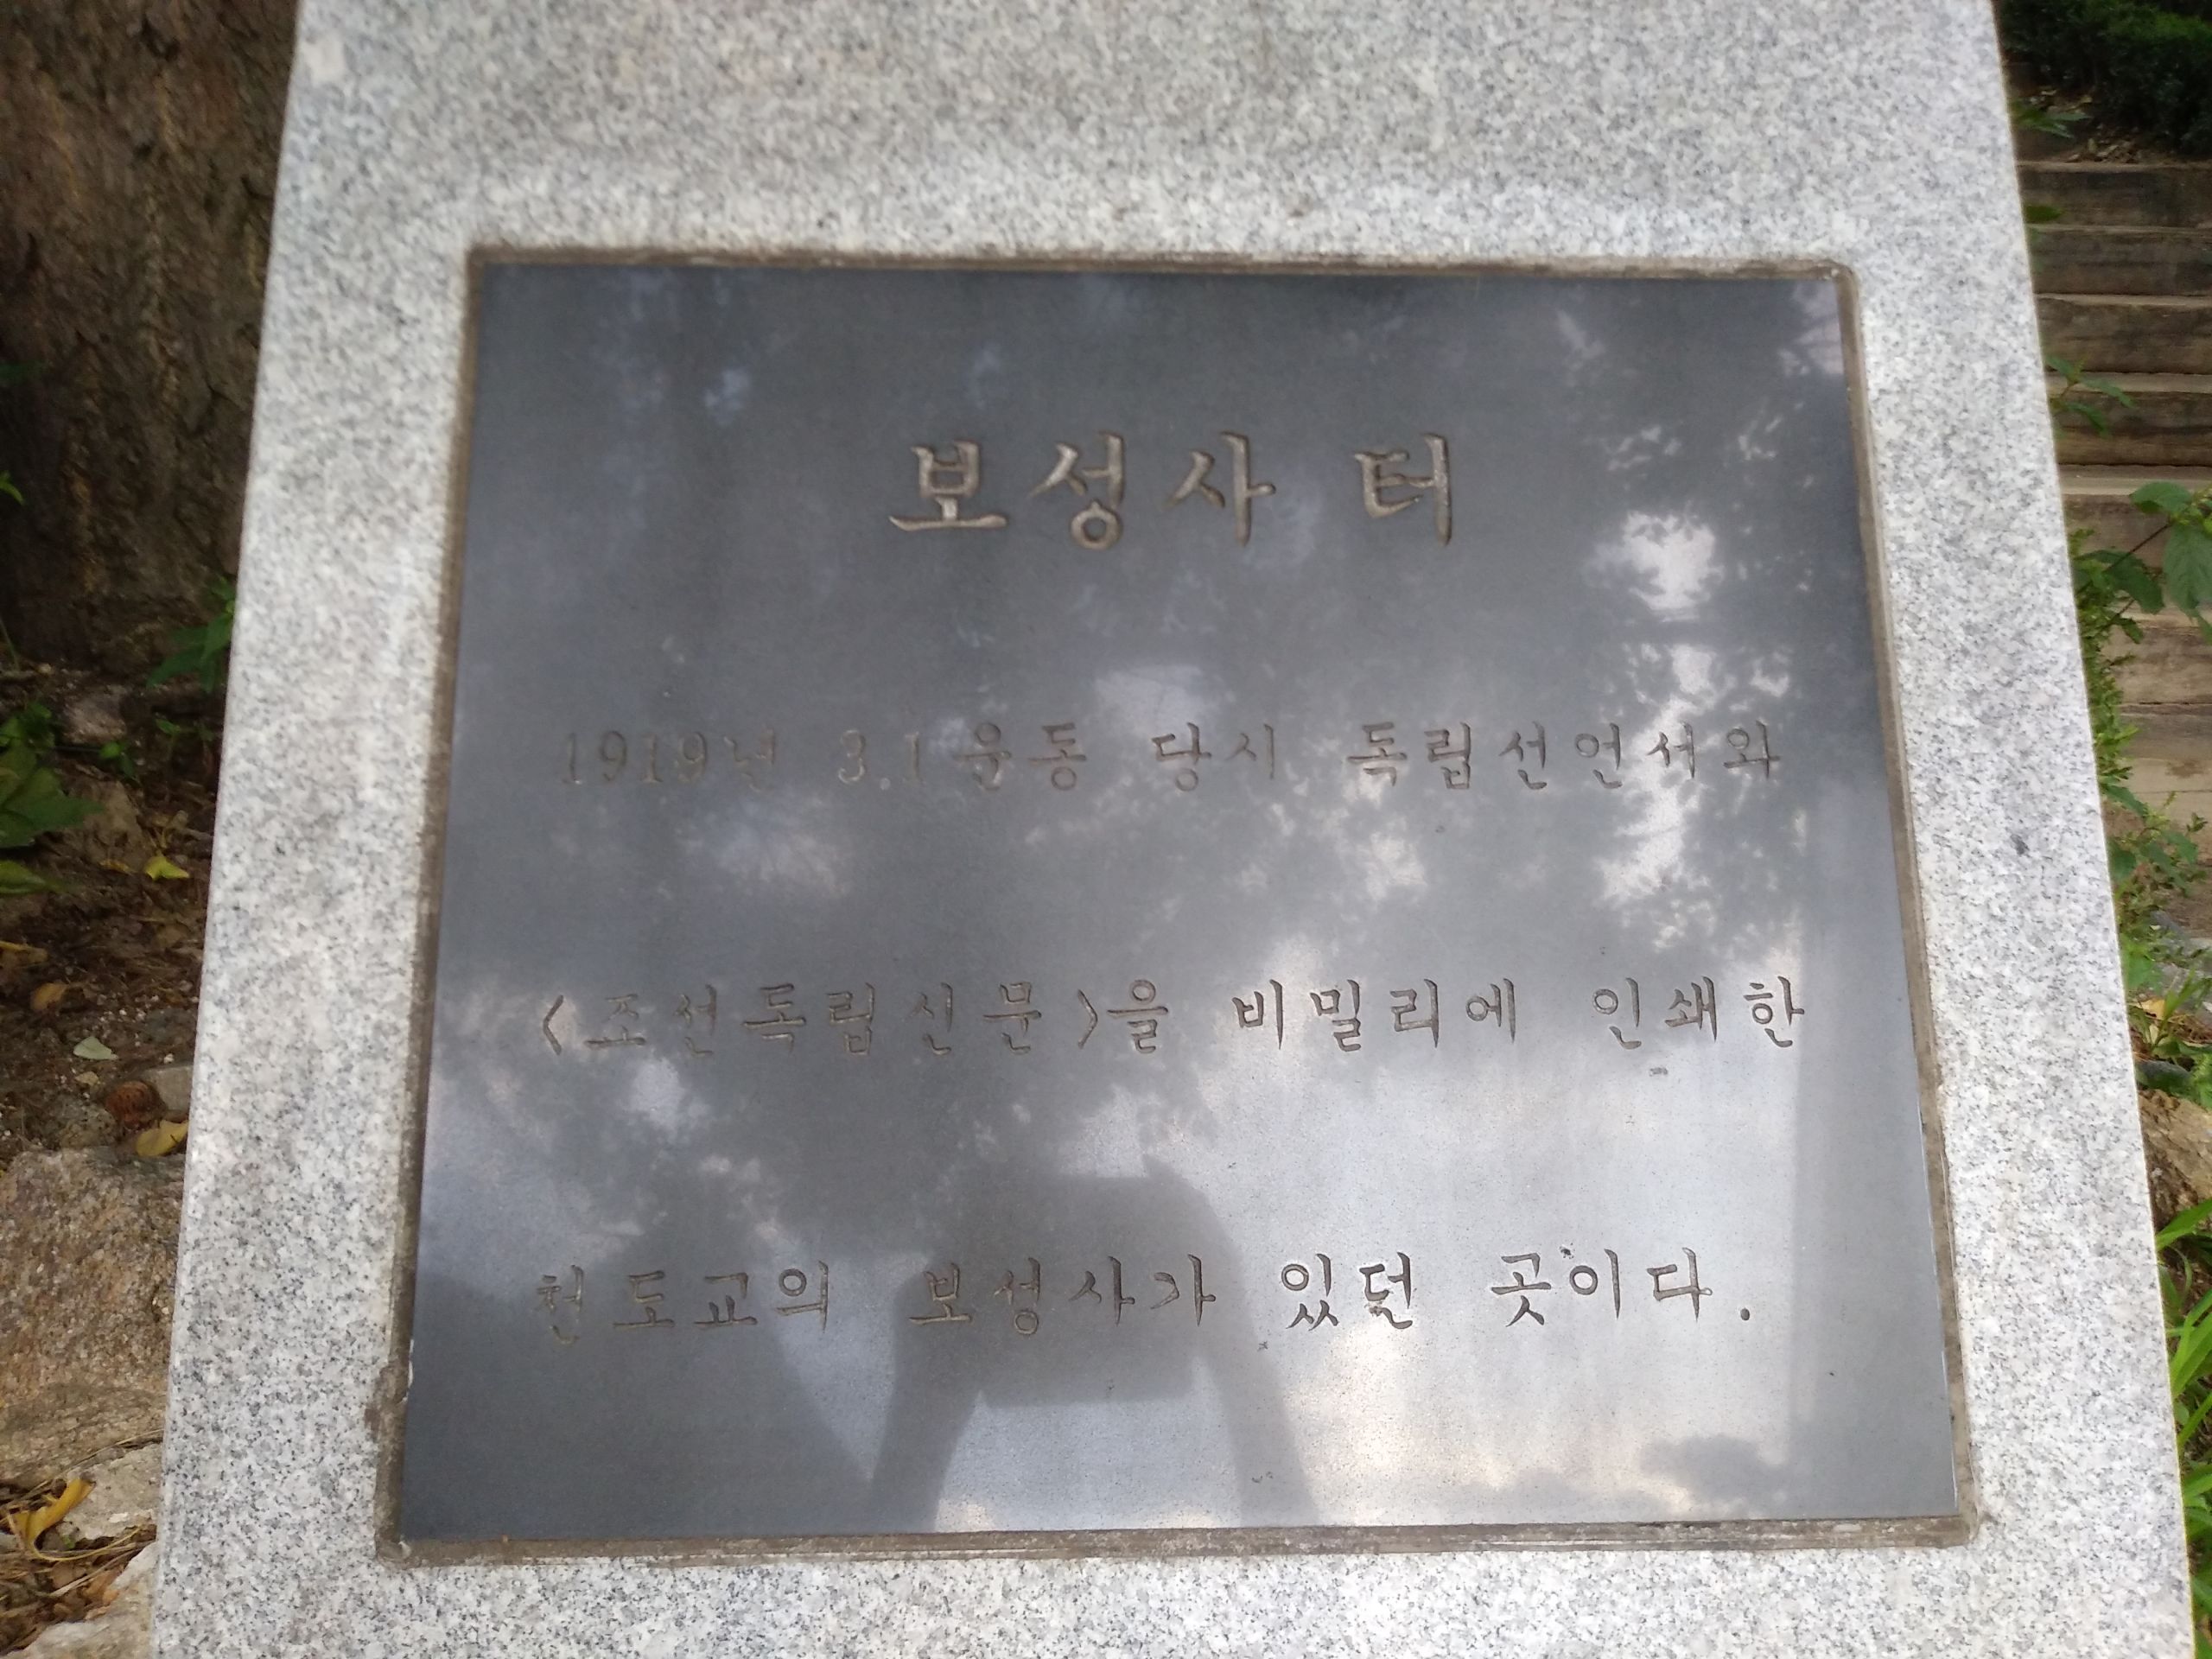 보성사 터
1919년 3.1운동 당시 독립선언서와
<조선독립신문>을 비밀리에 인쇄한
천도교의 보성사가 있던 곳이다.